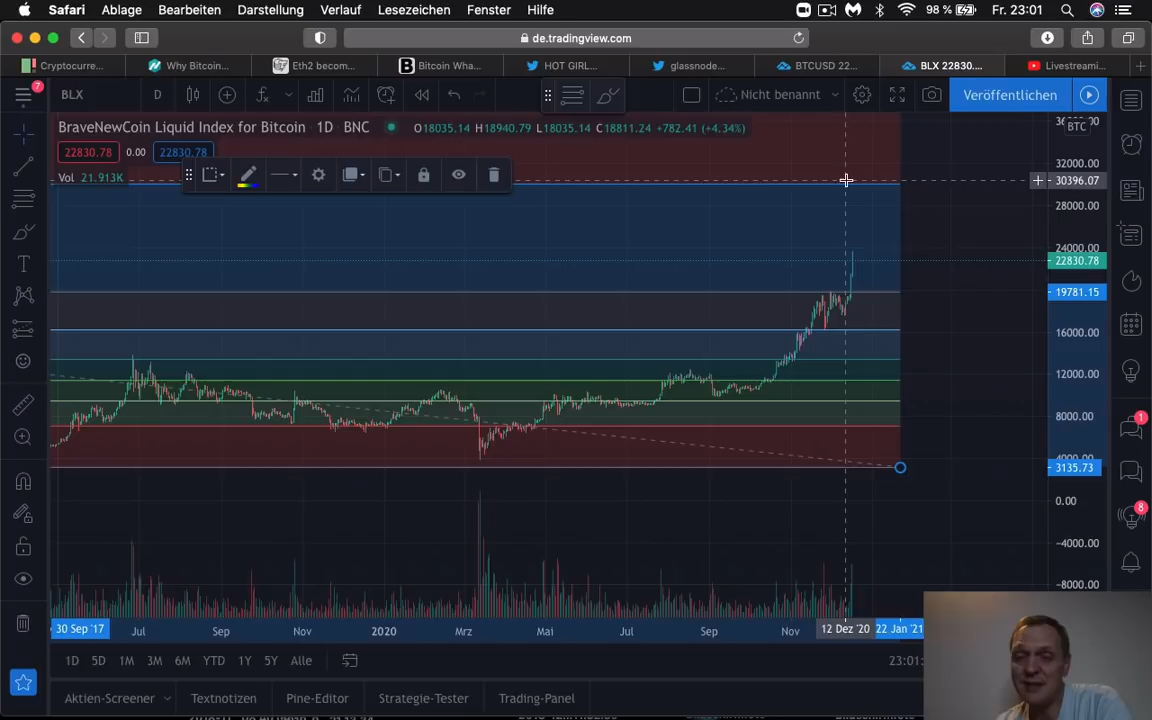 Safari Ablage Bearbeiten Darstellung Verlauf Lesezeichen Fenster Hilfe 98 % Fr. 23:01
de.tradingview.com
Cryptocurre... Why Bitcoin... Eth2 becom... Bitcoin Wha... HOT GIRL... glassnode... BTCUSD 22... BLX 22830.... Livestreami...
7 BLX D Nicht benannt Veröffentlichen
BraveNewCoin Liquid Index for Bitcoin · 1D · BNC O18035.14 H18940.79 L18035.14 C18811.24 +782.41 (+4.34%)
BTC
22830.78 0.00 22830.78
Vol 21.913K
32000.00
30396.07
28000.00
24000.00
22830.78
19781.15
16000.00
12000.00
8000.00
4000.00
3135.73
0.00
−4000.00
−8000.00
1
8
30 Sep '17 Jul Sep Nov 2020 Mrz Mai Jul Sep Nov 12 Dez '20 22 Jan '21
1D 5D 1M 3M 6M YTD 1Y 5Y Alle 23:01
Aktien-Screener Textnotizen Pine-Editor Strategie-Tester Trading-Panel